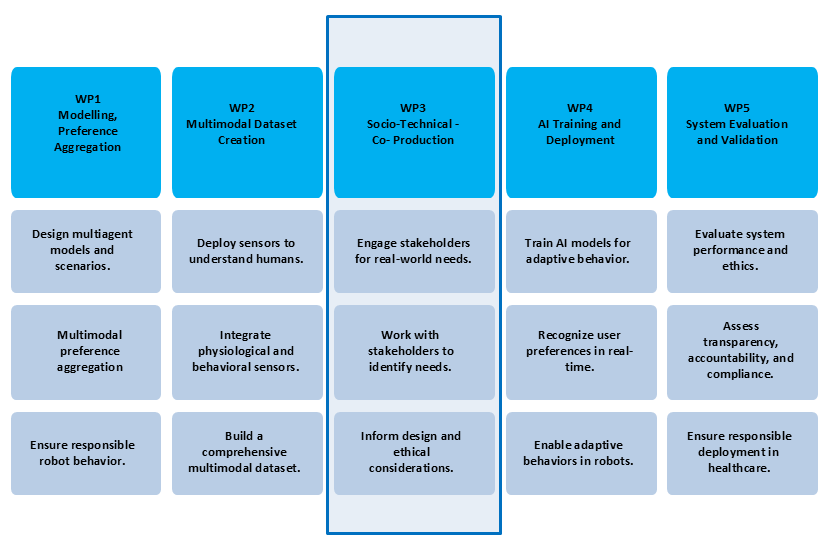 WP1
Modelling,
Preference
Aggregation
WP2
Multimodal Dataset
Creation
WP3
Socio-Technical -
Co- Production
WP4
AI Training and
Deployment
WP5
System Evaluation
and Validation
Design multiagent
models and
scenarios.
Deploy sensors to
understand humans.
Engage stakeholders
for real-world needs.
Train AI models for
adaptive behavior.
Evaluate system
performance and
ethics.
Multimodal
preference
aggregation
Integrate
physiological and
behavioral sensors.
Work with
stakeholders to
identify needs.
Recognize user
preferences in real-
time.
Assess
transparency,
accountability, and
compliance.
Ensure responsible
robot behavior.
Build a
comprehensive
multimodal dataset.
Inform design and
ethical
considerations.
Enable adaptive
behaviors in robots.
Ensure responsible
deployment in
healthcare.